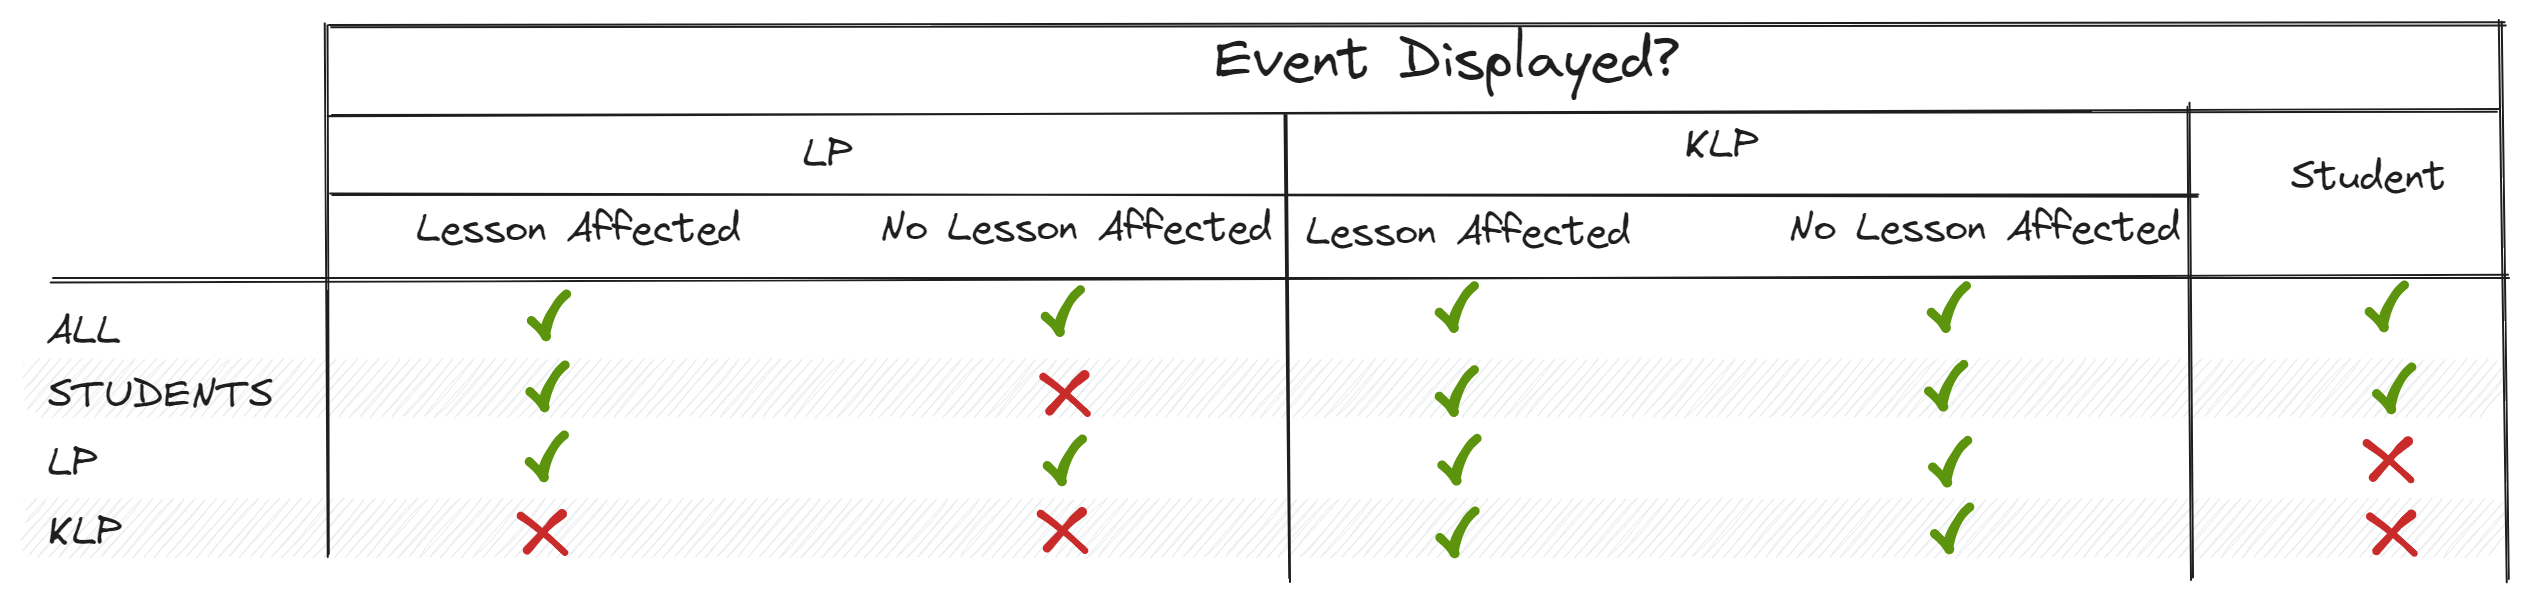 Event Displayed?
LP
KLP
Student
Lesson Affected
No Lesson Affected
Lesson Affected
No Lesson Affected
ALL
STUDENTS
LP
KLP